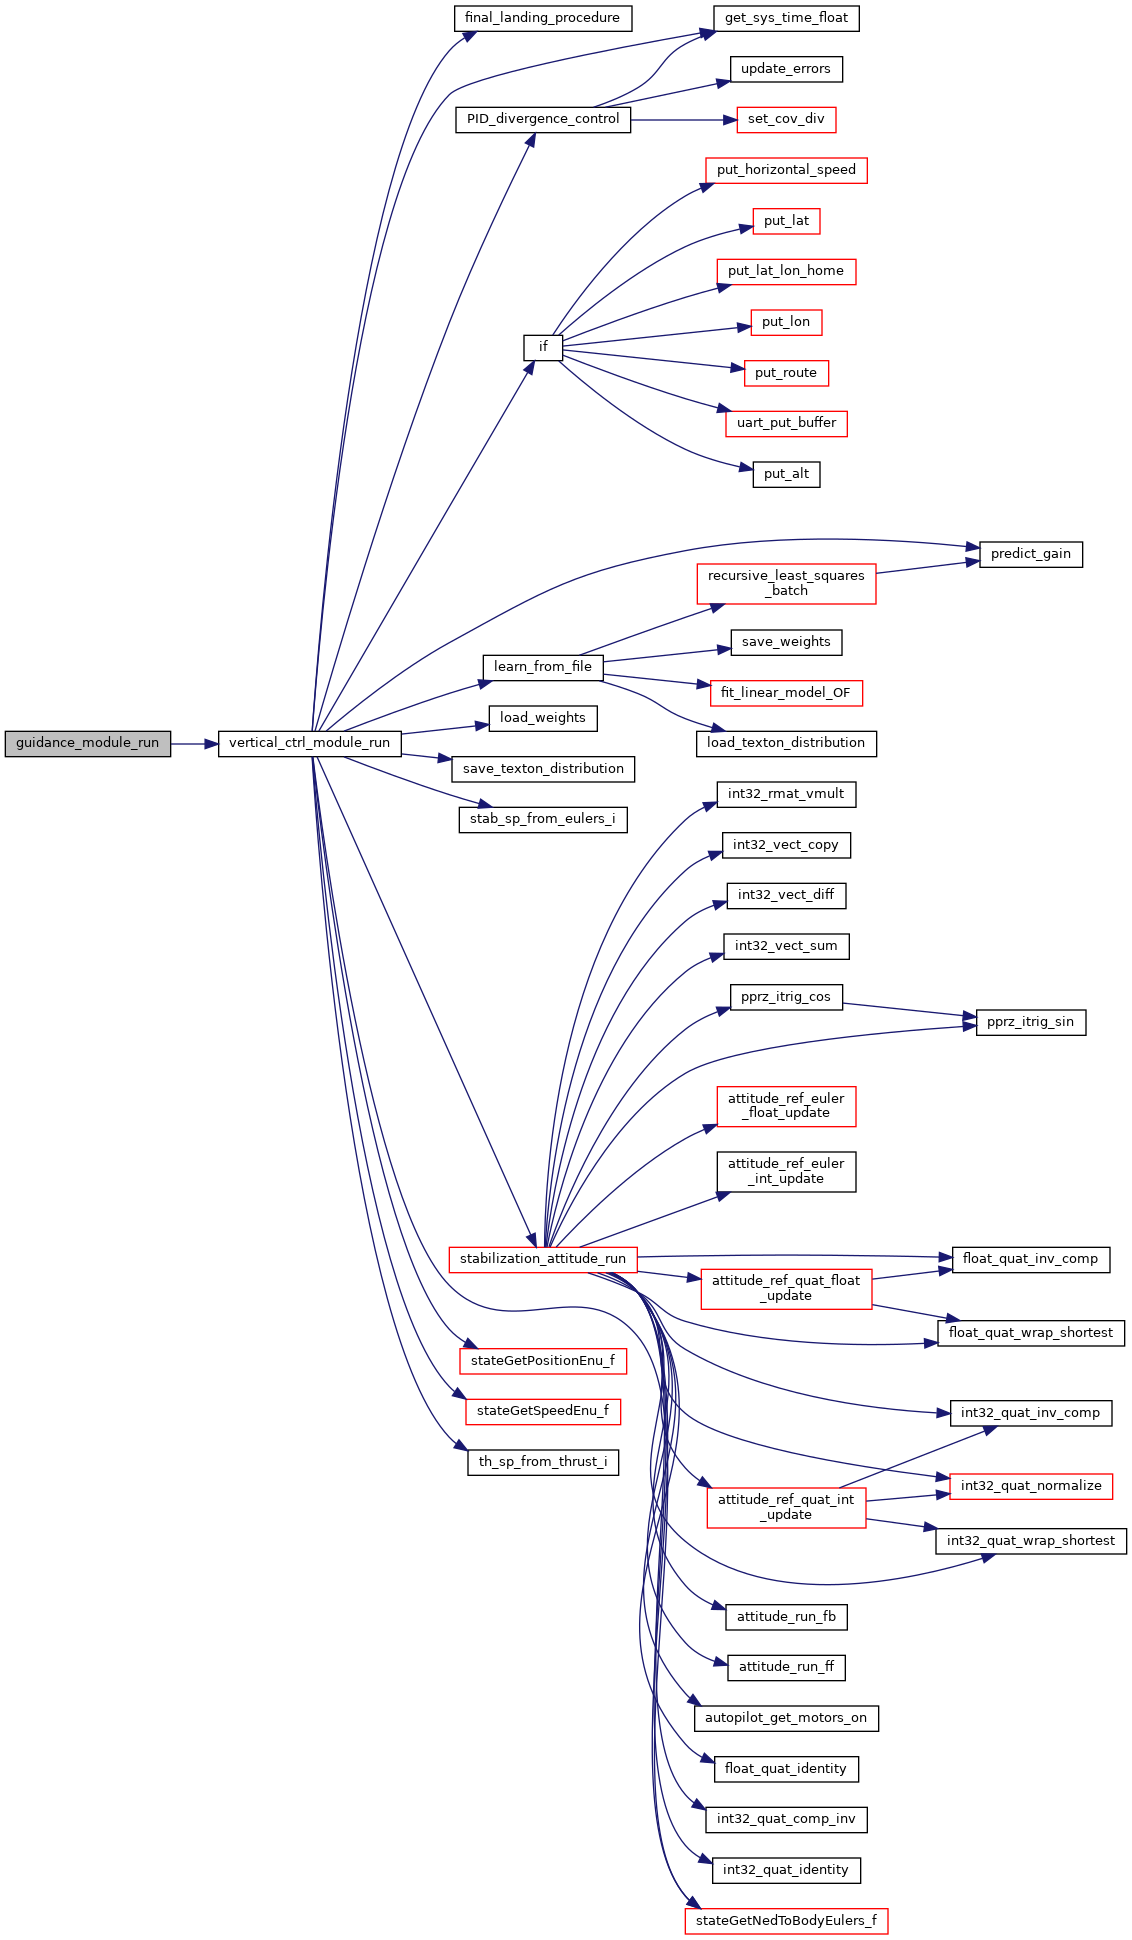 final_landing_procedure
get_sys_time_float
update_errors
PID_divergence_control
set_cov_div
put_horizontal_speed
put_lat
put_lat_lon_home
put_lon
if
put_route
uart_put_buffer
put_alt
predict_gain
recursive_least_squares
_batch
save_weights
learn_from_file
fit_linear_model_OF
load_weights
guidance_module_run
vertical_ctrl_module_run
load_texton_distribution
save_texton_distribution
int32_rmat_vmult
stab_sp_from_eulers_i
int32_vect_copy
int32_vect_diff
int32_vect_sum
pprz_itrig_cos
pprz_itrig_sin
attitude_ref_euler
_float_update
attitude_ref_euler
_int_update
stabilization_attitude_run
float_quat_inv_comp
attitude_ref_quat_float
_update
float_quat_wrap_shortest
stateGetPositionEnu_f
stateGetSpeedEnu_f
int32_quat_inv_comp
th_sp_from_thrust_i
int32_quat_normalize
attitude_ref_quat_int
_update
int32_quat_wrap_shortest
attitude_run_fb
attitude_run_ff
autopilot_get_motors_on
float_quat_identity
int32_quat_comp_inv
int32_quat_identity
stateGetNedToBodyEulers_f